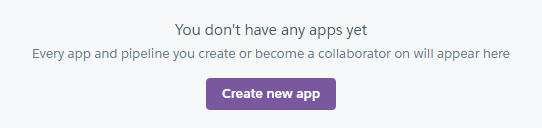 You don't have any apps yet
Every app and pipeline you create or become a collaborator on will appear here
Create new app